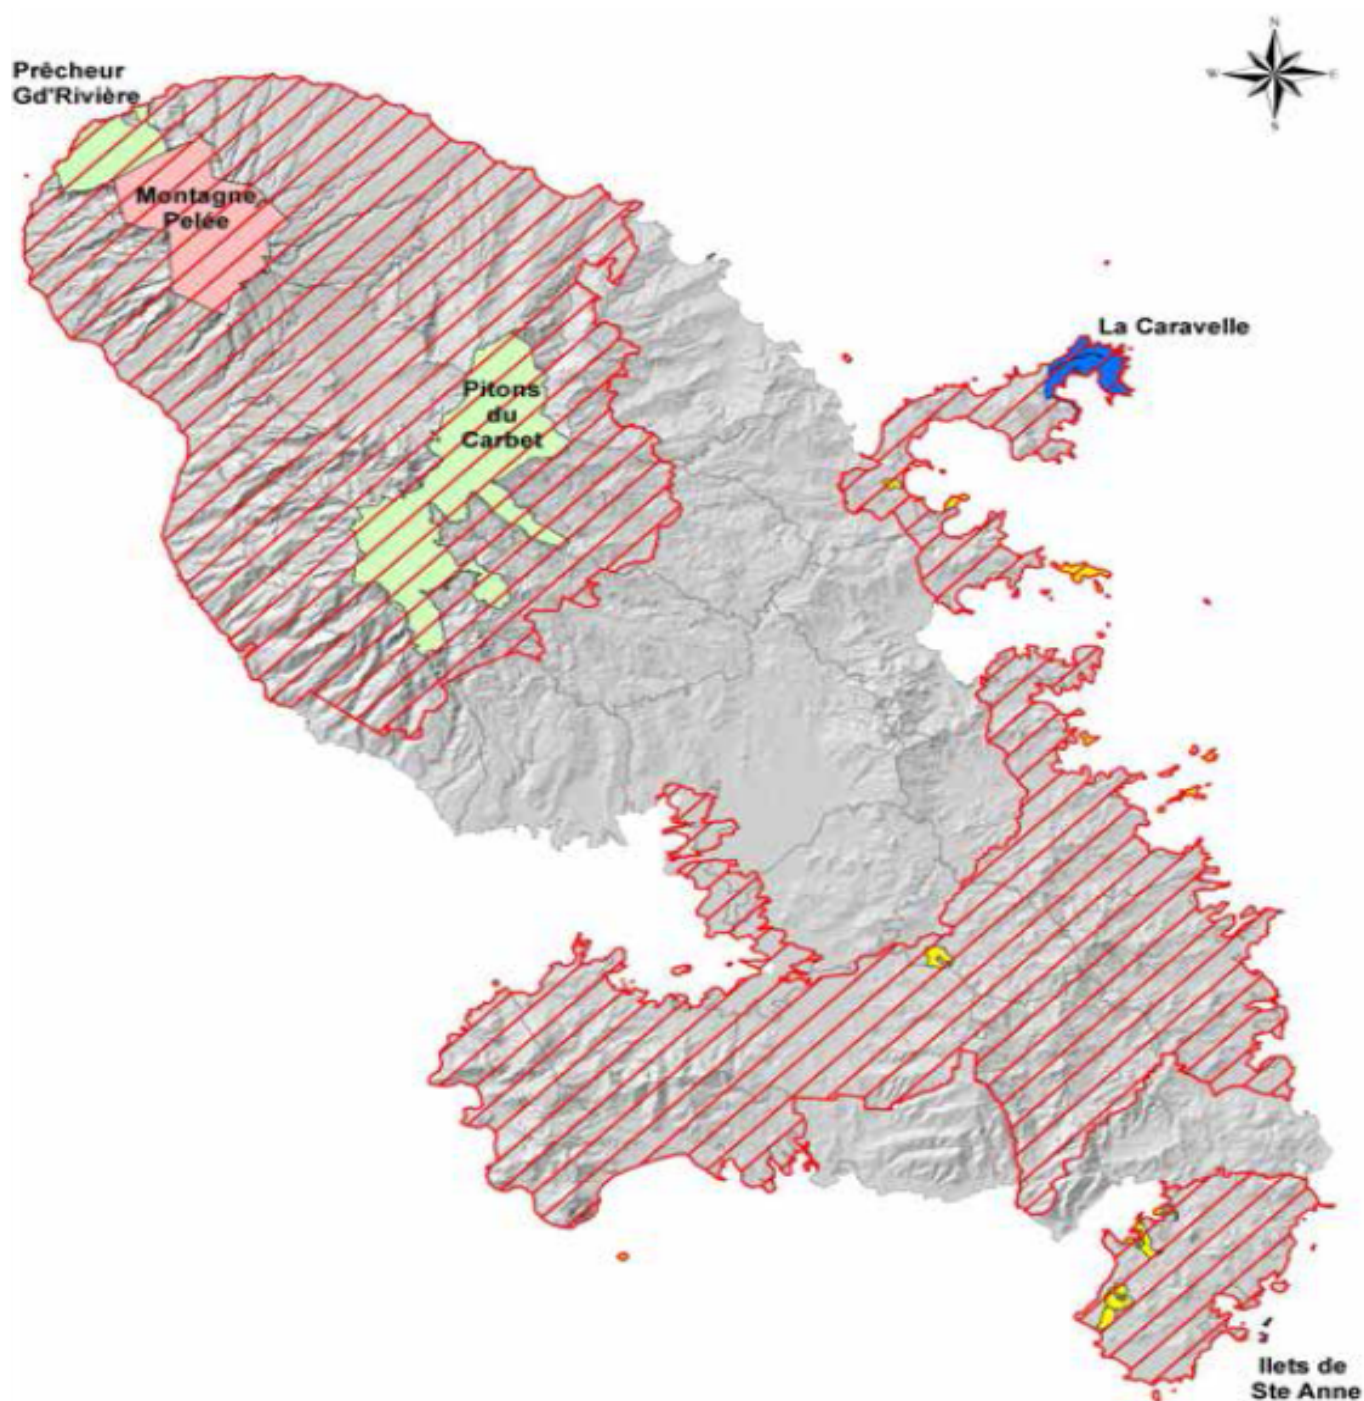 N
W
E
S
Prêcheur
Gd'Rivière
Montagne
Pelée
La Caravelle
Pitons
du
Carbet
Ilets de
Ste Anne